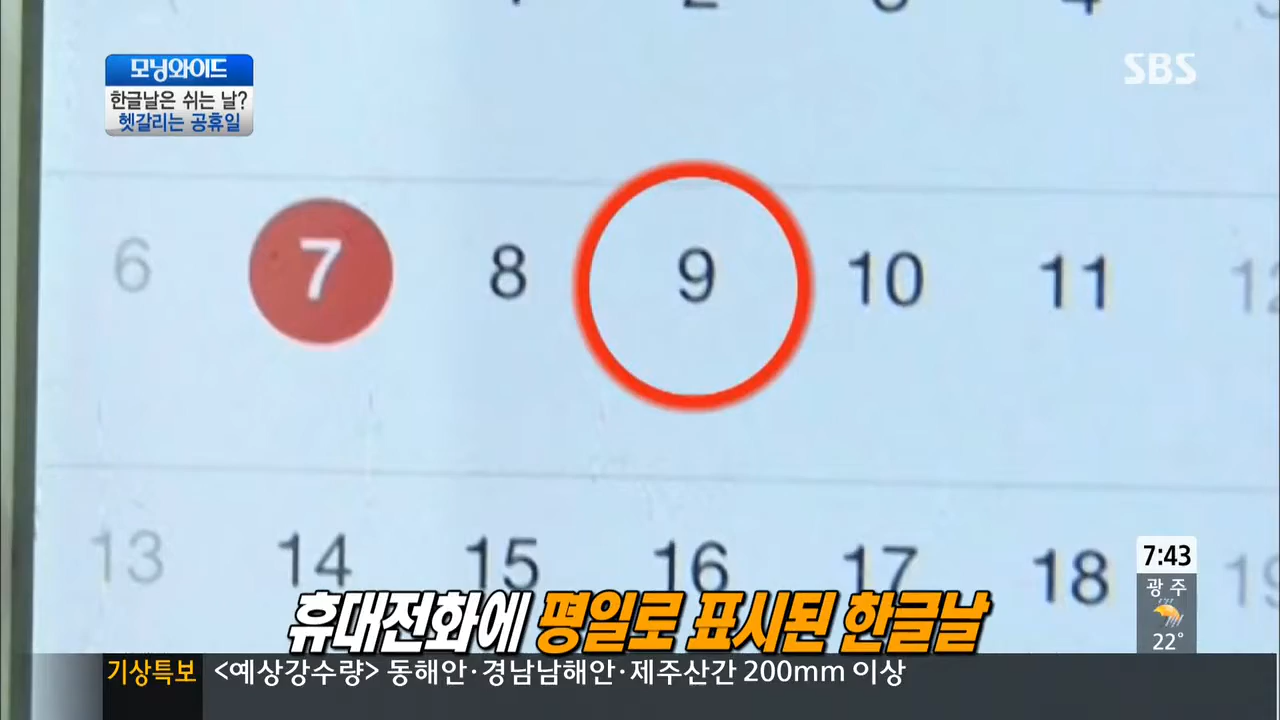 모닝와이드
한글날은 쉬는 날?
헷갈리는 공휴일
SBS
6 7 8 9 10 11
13 14 15 16 17 18
7:43
광주
22°
휴대전화에 평일로 표시된 한글날
기상특보 <예상강수량> 동해안·경남남해안·제주산간 200mm 이상